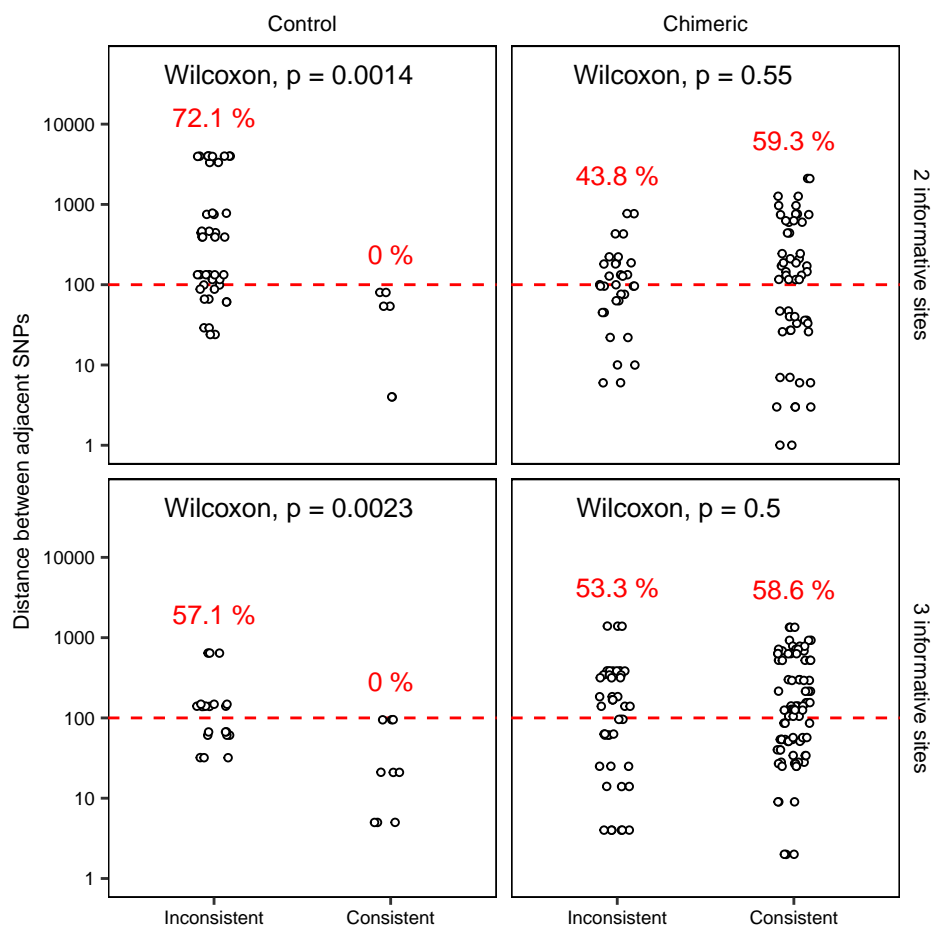 Control
Chimeric
Wilcoxon, p = 0.0014
72.1 %
0 %
Wilcoxon, p = 0.55
43.8 %
59.3 %
10000
1000
100
10
1
2 informative sites
Distance between adjacent SNPs
Wilcoxon, p = 0.0023
57.1 %
0 %
Wilcoxon, p = 0.5
53.3 %
58.6 %
10000
1000
100
10
1
3 informative sites
Inconsistent
Consistent
Inconsistent
Consistent